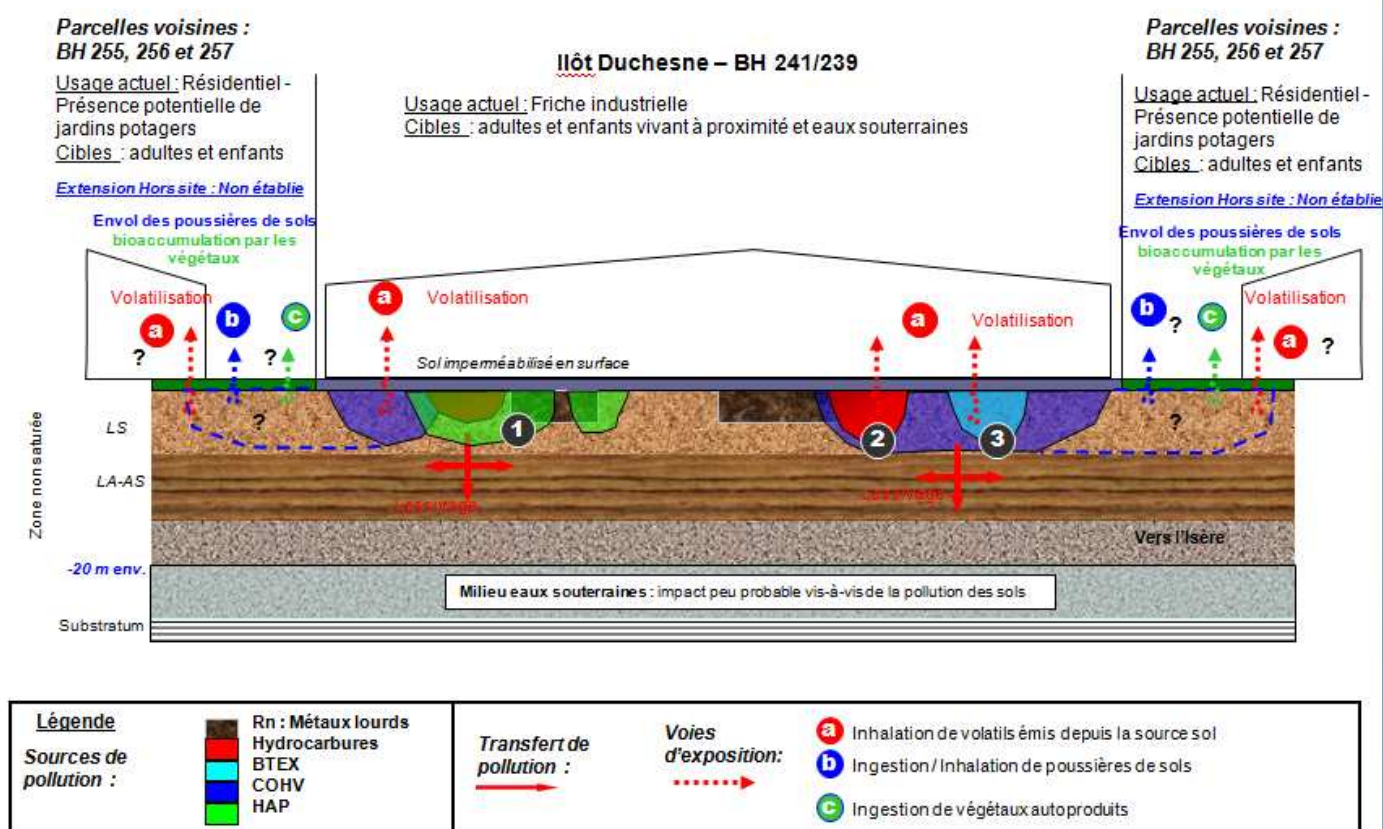 Parcelles voisines :
BH 255, 256 et 257
Usage actuel : Résidentiel -
Présence potentielle de
jardins potagers
Cibles : adultes et enfants
Extension Hors site : Non établie
Envol des poussières de sols
bioaccumulation par les
végétaux
Ilôt Duchesne – BH 241/239
Usage actuel : Friche industrielle
Cibles : adultes et enfants vivant à proximité et eaux souterraines
Parcelles voisines :
BH 255, 256 et 257
Usage actuel : Résidentiel -
Présence potentielle de
jardins potagers
Cibles : adultes et enfants
Extension Hors site : Non établie
Envol des poussières de sols
bioaccumulation par les
végétaux
Volatilisation
a
?
b
?
c
a
Volatilisation
Sol imperméabilisé en surface
a
Volatilisation
b
?
c
Volatilisation
a
?
Zone non saturée
LS
?
1
2
3
?
LA-AS
Vers l'Isère
-20 m env.
Milieu eaux souterraines : impact peu probable vis-à-vis de la pollution des sols
Substratum
Légende
Sources de
pollution :
Rn : Métaux lourds
Hydrocarbures
BTEX
COHV
HAP
Transfert de
pollution :
Voies
d'exposition:
a Inhalation de volatils émis depuis la source sol
b Ingestion / Inhalation de poussières de sols
c Ingestion de végétaux autoproduits